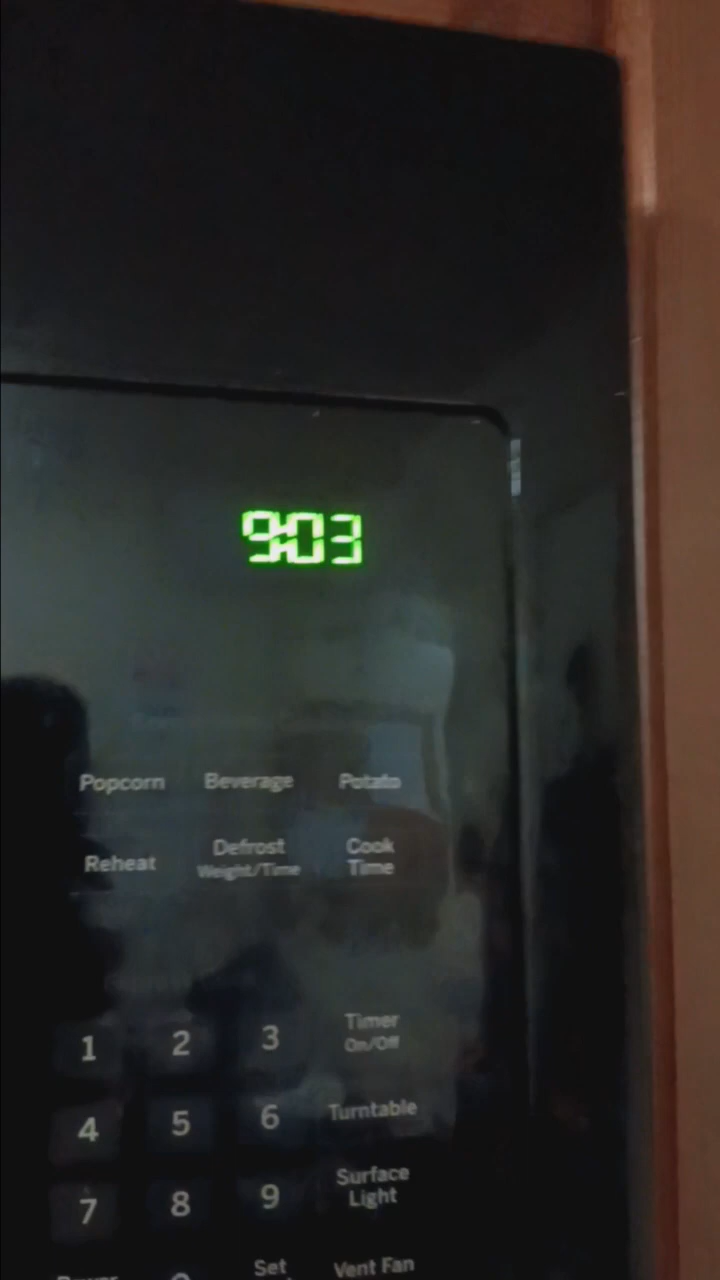 9:03
Popcorn Beverage Potato
Reheat Defrost Weight/Time Cook Time
1 2 3 Timer On/Off
4 5 6 Turntable
7 8 9 Surface Light
Set Vent Fan